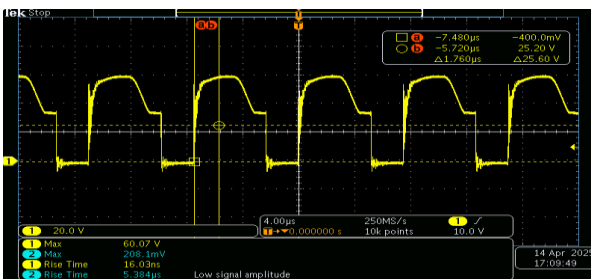 Tek Stop
T
a b
a -7.480µs -400.0mV
b -5.720µs 25.20 V
Δ1.760µs Δ25.60 V
1
1 20.0 V
4.00µs 250MS/s 1
T→▼0.000000 s 10k points 10.0 V
1 Max 60.07 V
2 Max 208.1mV
1 Rise Time 16.03ns
2 Rise Time 5.384µs Low signal amplitude
14 Apr 2025
17:09:49